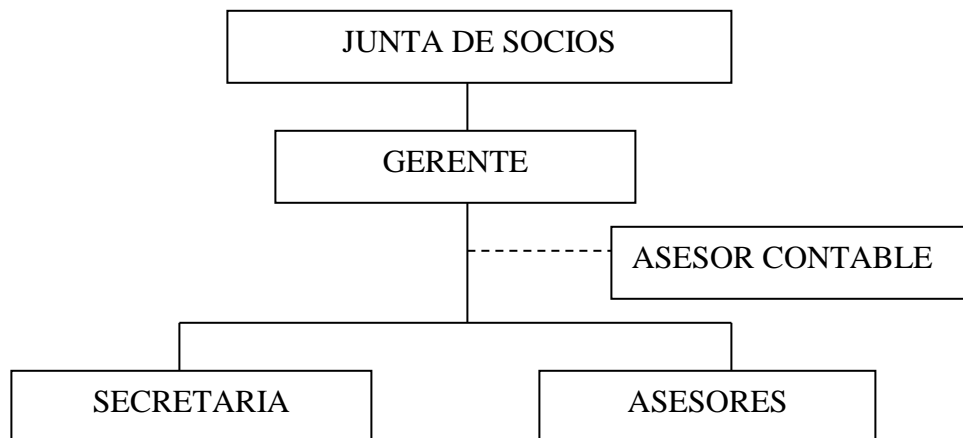 JUNTA DE SOCIOS
GERENTE
ASESOR CONTABLE
SECRETARIA
ASESORES